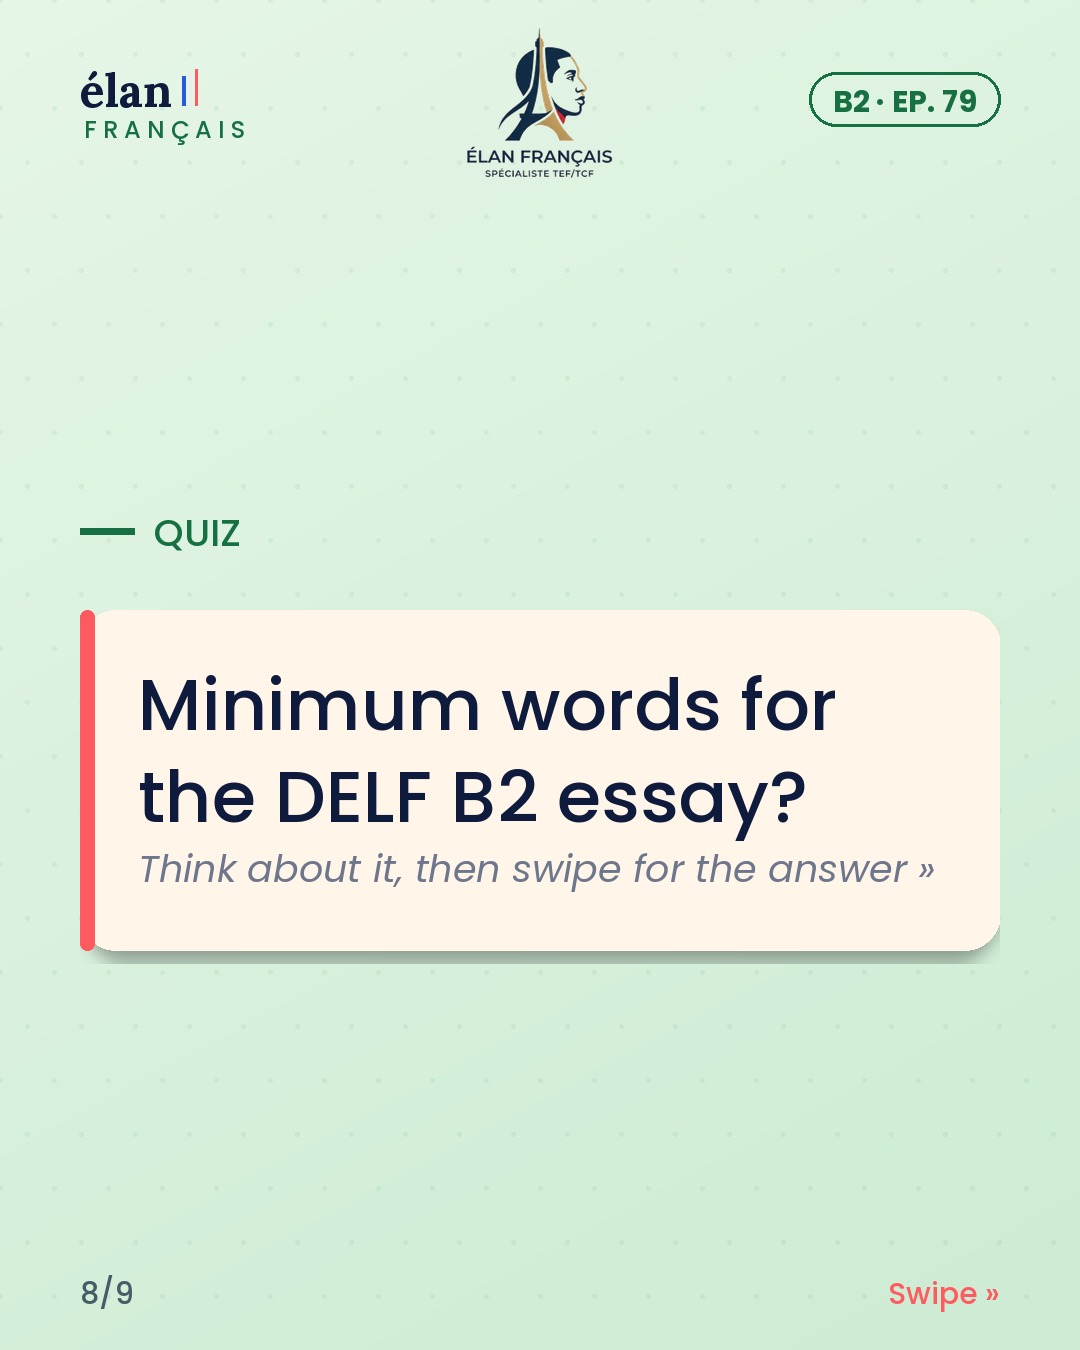 élan
FRANÇAIS
ÉLAN FRANÇAIS
SPÉCIALISTE TEF/TCF
B2 · EP. 79
QUIZ
Minimum words for
the DELF B2 essay?
Think about it, then swipe for the answer »
8/9
Swipe »